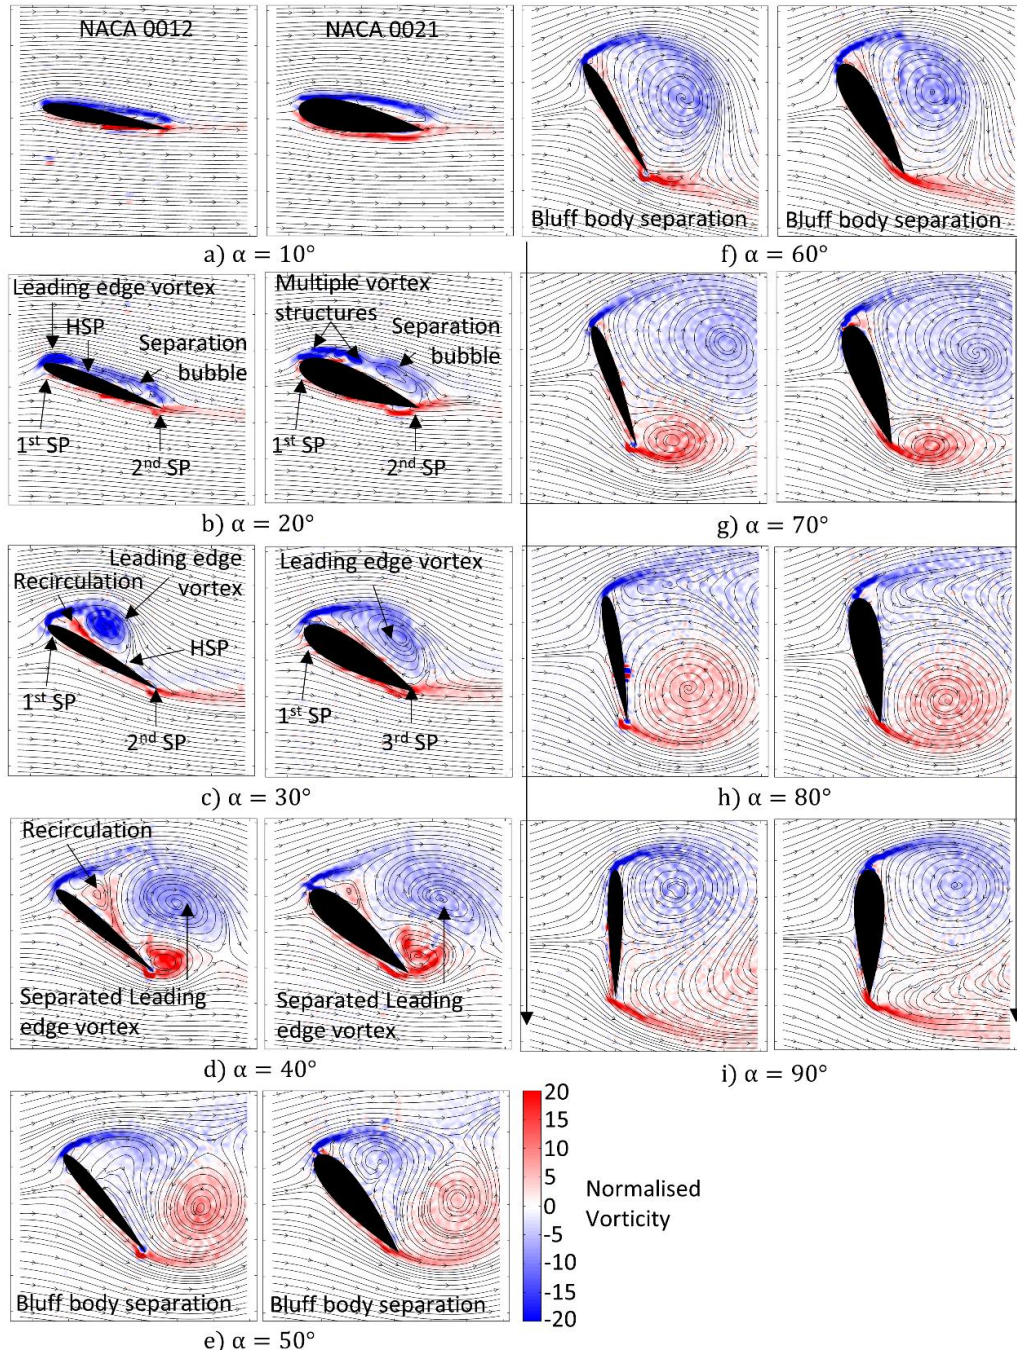 NACA 0012
NACA 0021
a) α = 10°
Leading edge vortex
HSP
Separation
bubble
1st SP
2nd SP
Multiple vortex
structures
Separation
bubble
2nd SP
b) α = 20°
Leading edge
vortex
Recirculation
HSP
1st SP
2nd SP
Leading edge vortex
1st SP
3rd SP
c) α = 30°
Recirculation
Separated Leading
edge vortex
Separated Leading
edge vortex
d) α = 40°
Bluff body separation
Bluff body separation
e) α = 50°
Bluff body separation
Bluff body separation
f) α = 60°
g) α = 70°
h) α = 80°
i) α = 90°
20
15
10
5
0
-5
-10
-15
-20
Normalised
Vorticity